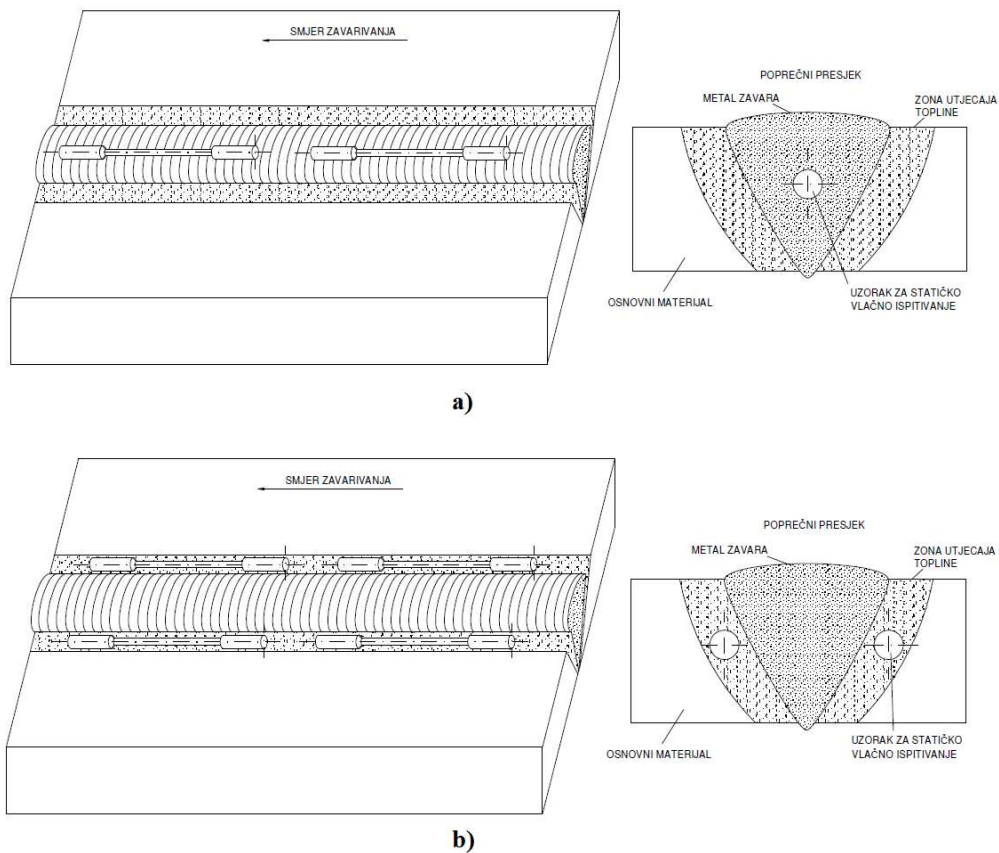 SMJER ZAVARIVANJA
POPREČNI PRESJEK
METAL ZAVARA
ZONA UTJECAJA
TOPLINE
OSNOVNI MATERIJAL
UZORAK ZA STATIČKO
VLAČNO ISPITIVANJE
a)
SMJER ZAVARIVANJA
POPREČNI PRESJEK
METAL ZAVARA
ZONA UTJECAJA
TOPLINE
OSNOVNI MATERIJAL
UZORAK ZA STATIČKO
VLAČNO ISPITIVANJE
b)